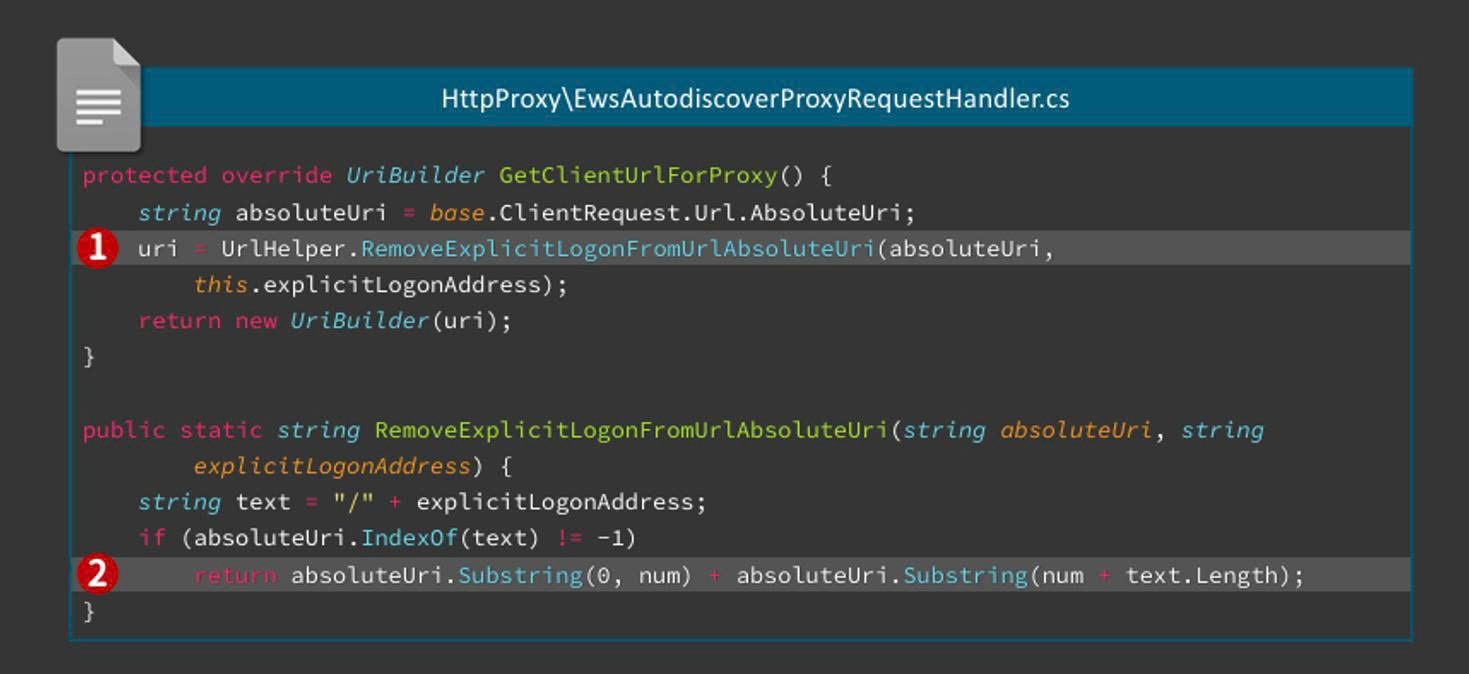 HttpProxy\EwsAutodiscoverProxyRequestHandler.cs
protected override UriBuilder GetClientUrlForProxy() {
string absoluteUri = base.ClientRequest.Url.AbsoluteUri;
1 uri = UrlHelper.RemoveExplicitLogonFromUrlAbsoluteUri(absoluteUri,
this.explicitLogonAddress);
return new UriBuilder(uri);
}
public static string RemoveExplicitLogonFromUrlAbsoluteUri(string absoluteUri, string
explicitLogonAddress) {
string text = "/" + explicitLogonAddress;
if (absoluteUri.IndexOf(text) != -1)
2 return absoluteUri.Substring(0, num) + absoluteUri.Substring(num + text.Length);
}